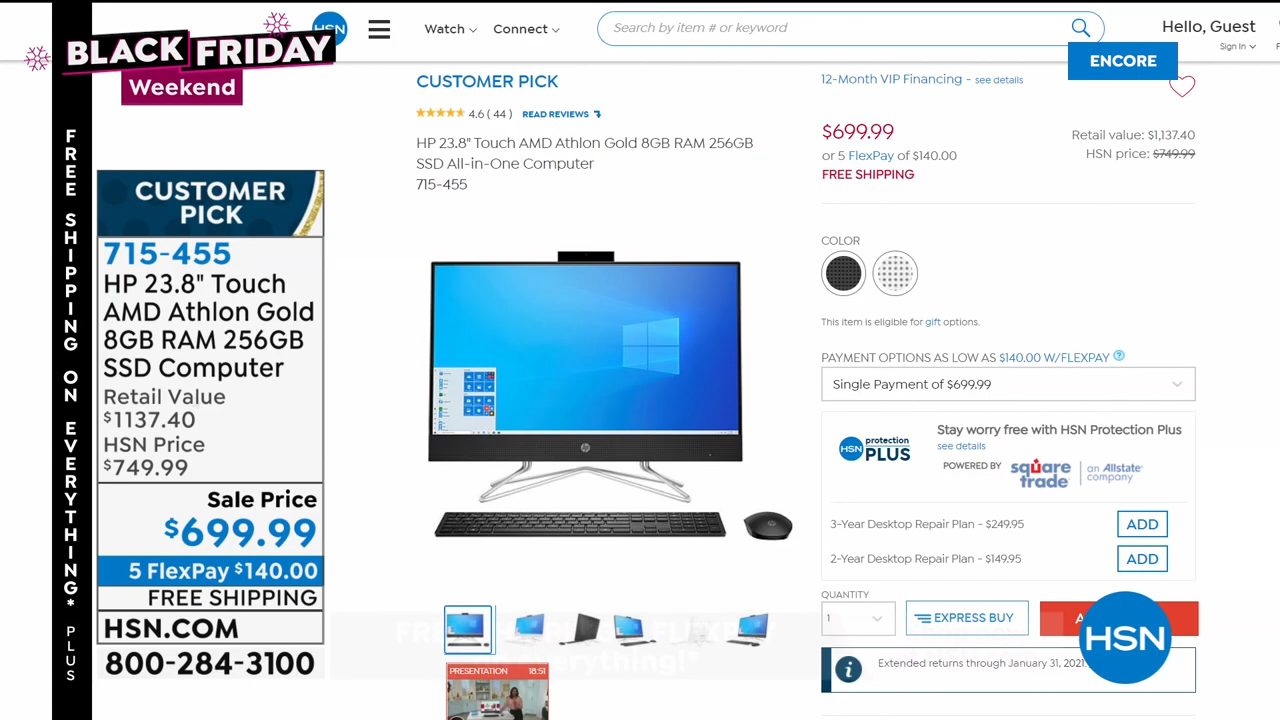 BLACK FRIDAY
Weekend
FREE SHIPPING ON EVERYTHING* PLUS
HSN
Watch
Connect
Search by item # or keyword
Hello, Guest
Sign In
ENCORE
CUSTOMER PICK
4.6 ( 44 ) READ REVIEWS
HP 23.8" Touch AMD Athlon Gold 8GB RAM 256GB
SSD All-in-One Computer
715-455
12-Month VIP Financing - see details
$699.99
or 5 FlexPay of $140.00
FREE SHIPPING
Retail value: $1,137.40
HSN price: $749.99
COLOR
This item is eligible for gift options.
PAYMENT OPTIONS AS LOW AS $140.00 W/FLEXPAY ?
Single Payment of $699.99
HSN protection PLUS
Stay worry free with HSN Protection Plus
see details
POWERED BY square trade an Allstate company
3-Year Desktop Repair Plan - $249.95 ADD
2-Year Desktop Repair Plan - $149.95 ADD
QUANTITY
1
EXPRESS BUY
HSN
Extended returns through January 31, 2021.
CUSTOMER
PICK
715-455
HP 23.8" Touch
AMD Athlon Gold
8GB RAM 256GB
SSD Computer
Retail Value
$1137.40
HSN Price
$749.99
Sale Price
$699.99
5 FlexPay $140.00
FREE SHIPPING
HSN.COM
800-284-3100
hp
PRESENTATION 18:51